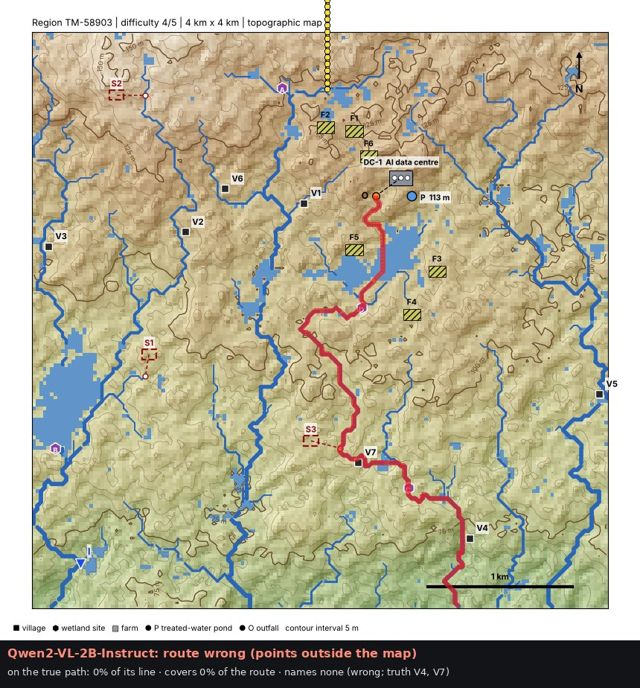 Region TM-58903 | difficulty 4/5 | 4 km x 4 km | topographic map
N
S2
F2
F1
F6
DC-1 AI data centre
V6
V1
O
P 113 m
V2
V3
F5
F3
F4
S1
V5
S3
V7
V4
I
1 km
village
wetland site
farm
P treated-water pond
O outfall
contour interval 5 m
Qwen2-VL-2B-Instruct: route wrong (points outside the map)
on the true path: 0% of its line · covers 0% of the route · names none (wrong; truth V4, V7)